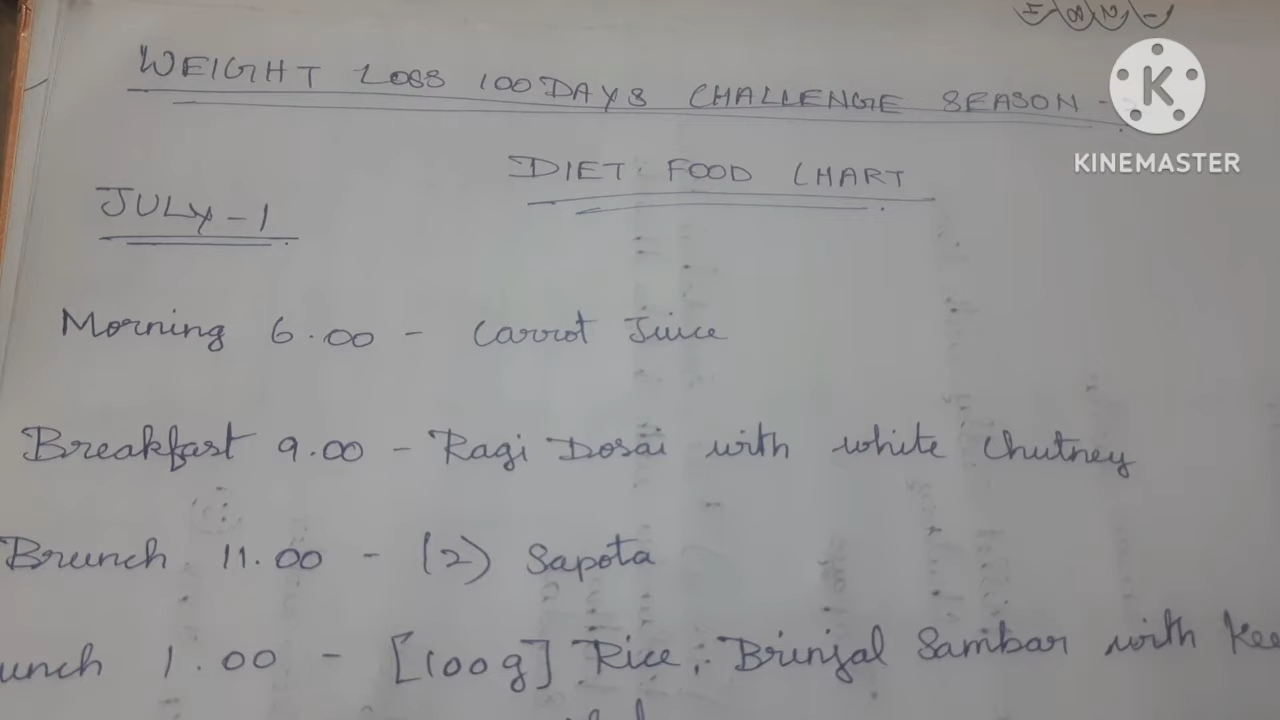 WEIGHT LOSS 100 DAYS CHALLENGE SEASON -
KINEMASTER
DIET FOOD CHART
JULY - 1
Morning 6.00 - Carrot Juice
Breakfast 9.00 - Ragi Dosai with white Chutney
Brunch 11.00 - (2) Sapota
unch 1.00 - [100g] Rice, Brinjal Sambar with Kee